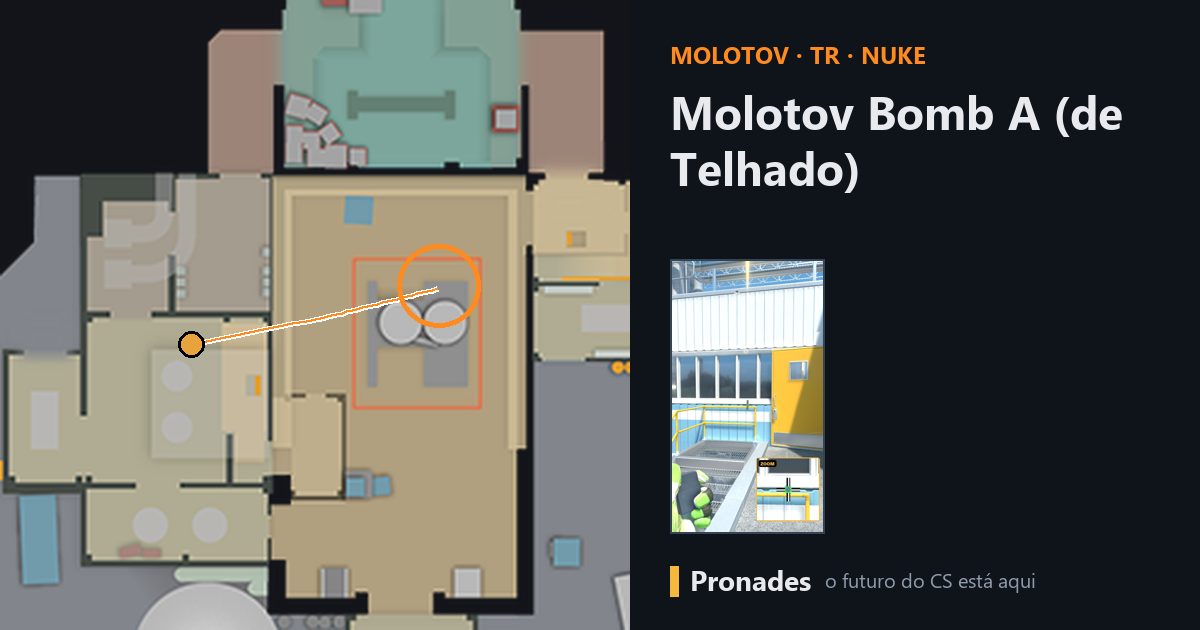 MOLOTOV · TR · NUKE
Molotov Bomb A (de
Telhado)
ZOOM
Pronades o futuro do CS está aqui